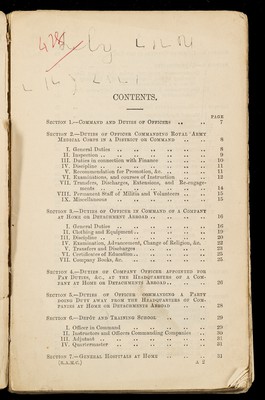 CONTENTS.
PAGE
SECTION 1.—COMMAND AND DUTIES OF OFFICERS .. .. 7
SECTION 2.—DUTIES OF OFFICER COMMANDING ROYAL ARMY
MEDICAL CORPS IN A DISTRICT OR COMMAND .. .. 8
I. General Duties .. .. .. .. .. .. 8
II. Inspection .. .. .. .. .. .. .. 9
III. Duties in connection with Finance .. .. .. 10
IV. Discipline .. .. .. .. .. .. .. 11
V. Recommendation for Promotion, &c. .. .. .. 11
VI. Examinations, and courses of Instruction .. .. 12
VII. Transfers, Discharges, Extensions, and Re-engage-
ments .. .. .. .. .. .. .. 14
VIII. Permanent Staff of Militia and Volunteers .. .. 15
IX. Miscellaneous .. .. .. .. .. .. 15
SECTION 3.—DUTIES OF OFFICER IN COMMAND OF A COMPANY
AT HOME OR DETACHMENTS ABROAD .. .. .. .. 16
I. General Duties .. .. .. .. .. .. 16
II. Clothing and Equipment .. .. .. .. .. 19
III. Discipline .. .. .. .. .. .. ..
IV. Examination, Advancement, Change of Religion, &c. 22
V. Transfers and Discharges .. .. .. .. 23
VI. Certificates of Education .. .. .. .. .. 25
VII. Company Books, &c. .. .. .. .. .. 25
SECTION 4.—DUTIES OF COMPANY OFFICER APPOINTED FOR
PAY DUTIES, &C., AT THE HEADQUARTERS OF A COM-
PANY AT HOME OR DETACHMENTS ABROAD .. .. .. 26
SECTION 5.—DUTIES OF OFFICER COMMANDING A PARTY
DOING DUTY AWAY FROM THE HEADQUARTERS OF COM-
PANIES AT HOME OR DETACHMENTS ABROAD .. .. 28
SECTION 6.—DEPÔT AND TRAINING SCHOOL .. .. .. 29
I. Officer in Command .. .. .. .. .. 29
II. Instructors and Officers Commanding Companies .. 30
III. Adjutant .. .. .. .. .. .. .. 31
IV. Quartermaster .. .. .. .. .. .. 31
SECTION 7.—GENERAL HOSPITALS AT HOME .. .. .. 31
(R.A.M.C.) A 2